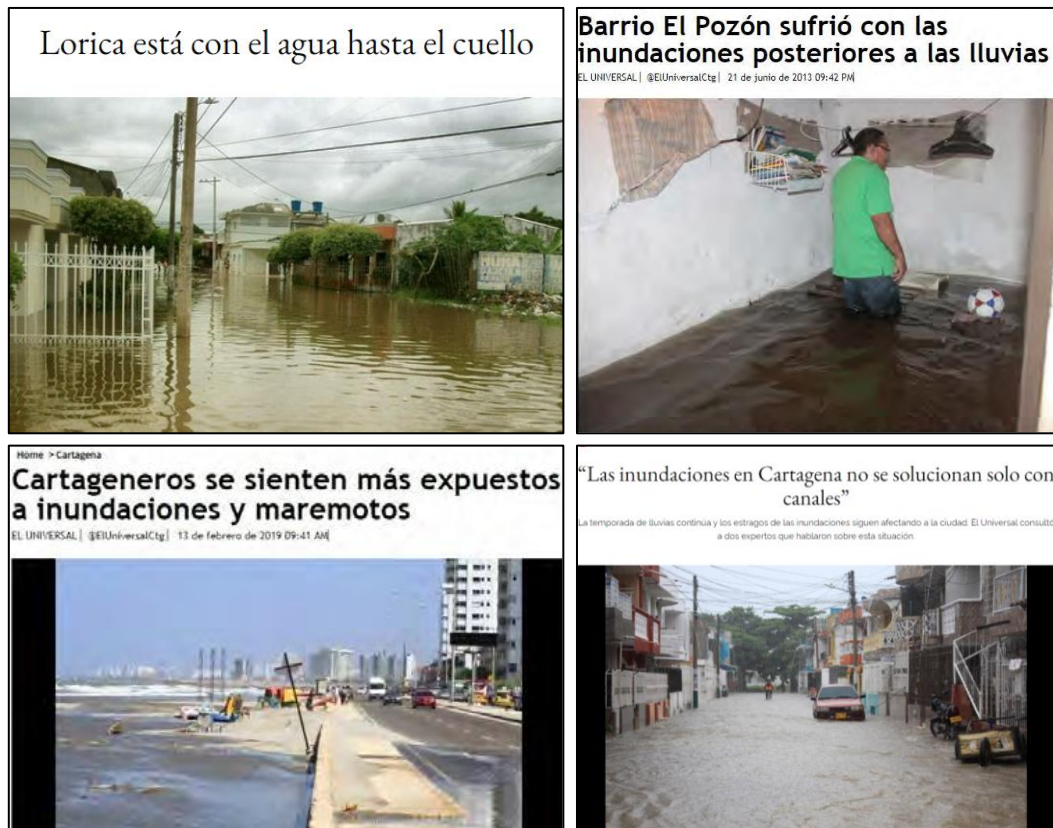 Lorica está con el agua hasta el cuello
Barrio El Pozón sufrió con las
inundaciones posteriores a las lluvias
EL UNIVERSAL | @ElUniversalCtg | 21 de junio de 2013 09:42 PM
Home > Cartagena
Cartageneros se sienten más expuestos
a inundaciones y maremotos
EL UNIVERSAL | @ElUniversalCtg | 13 de febrero de 2019 09:41 AM
“Las inundaciones en Cartagena no se solucionan solo con
canales”
La temporada de lluvias continúa y los estragos de las inundaciones siguen afectando a la ciudad. El Universal consultó
a dos expertos que hablaron sobre esta situación.